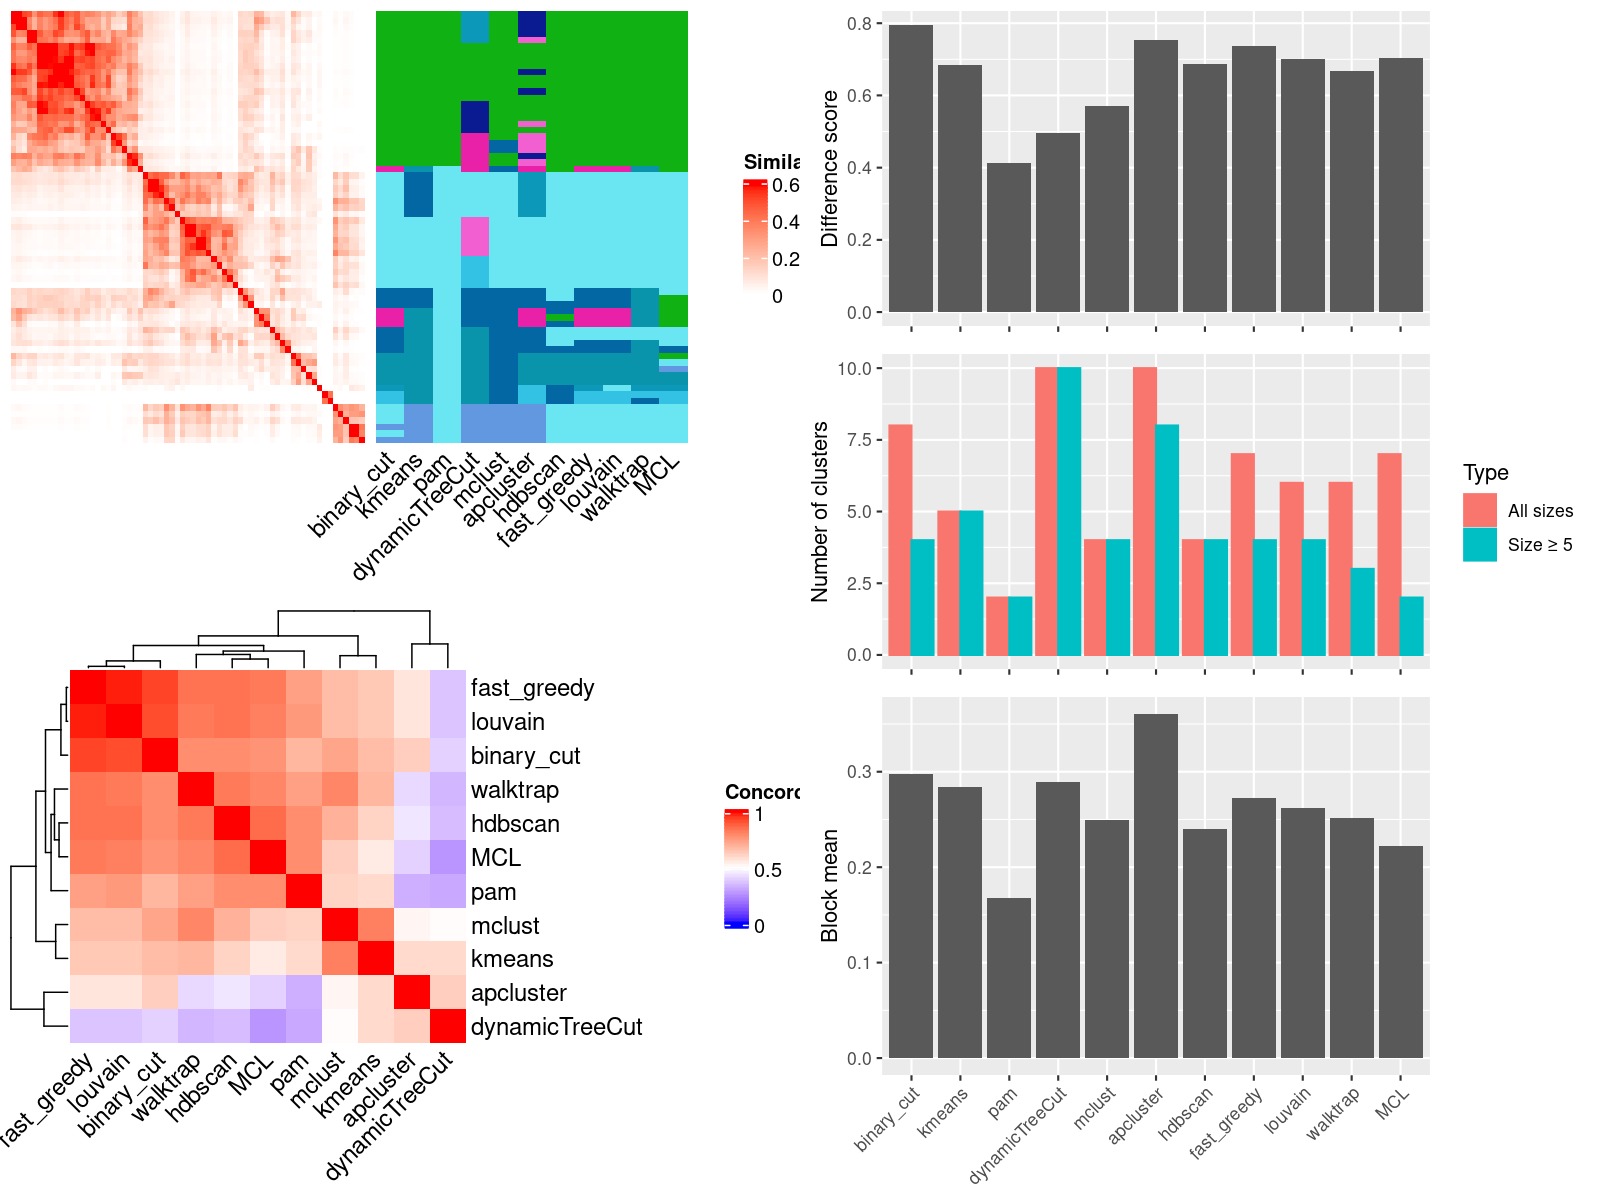 Simila
0.6
0.4
0.2
0
binary_cut
kmeans
pam
dynamicTreeCut
mclust
apcluster
hdbscan
fast_greedy
louvain
walktrap
MCL
fast_greedy
louvain
binary_cut
walktrap
hdbscan
MCL
pam
mclust
kmeans
apcluster
dynamicTreeCut
fast_greedy
louvain
binary_cut
walktrap
hdbscan
MCL
pam
mclust
kmeans
apcluster
dynamicTreeCut
Concord
1
0.5
0
Difference score
0.8
0.6
0.4
0.2
0.0
Number of clusters
10.0
7.5
5.0
2.5
0.0
Type
All sizes
Size ≥ 5
Block mean
0.3
0.2
0.1
0.0
binary_cut
kmeans
pam
dynamicTreeCut
mclust
apcluster
hdbscan
fast_greedy
louvain
walktrap
MCL